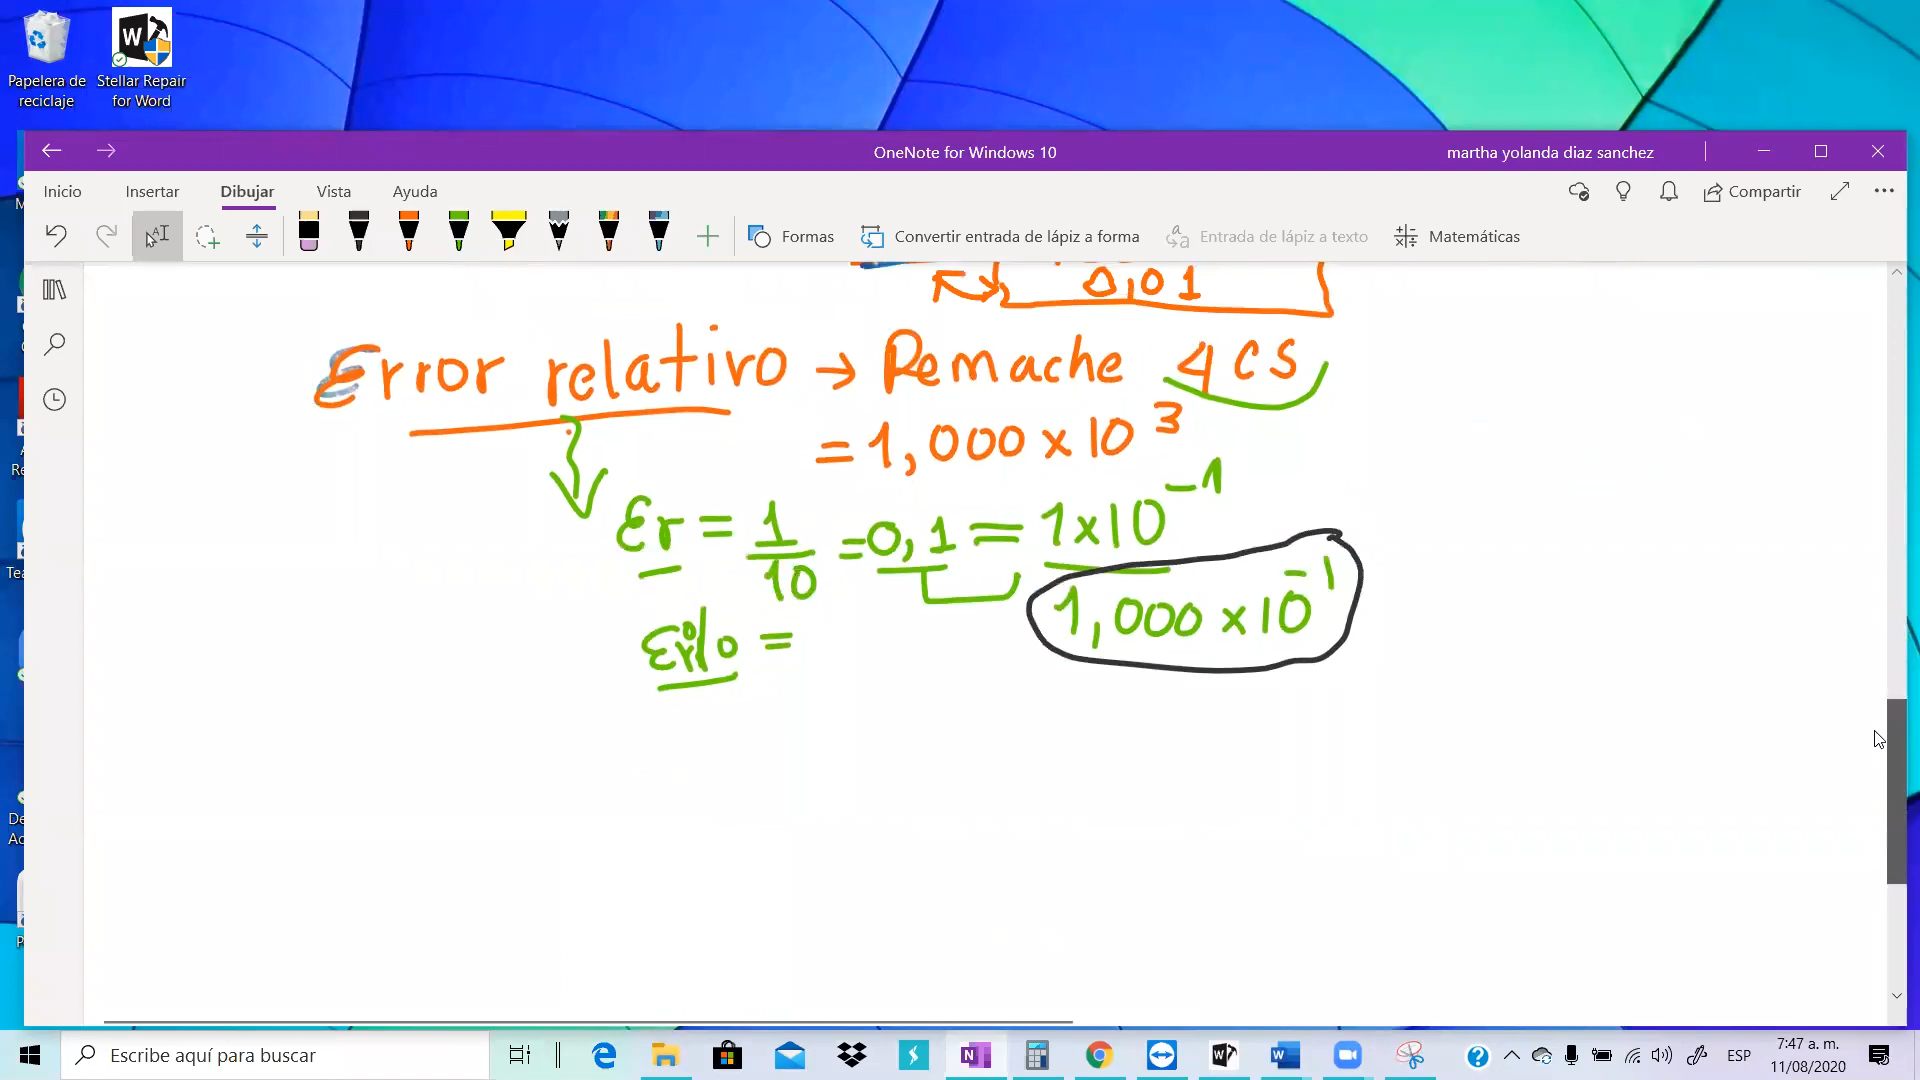 Papelera de
reciclaje
Stellar Repair
for Word
OneNote for Windows 10
martha yolanda diaz sanchez
Inicio
Insertar
Dibujar
Vista
Ayuda
Compartir
Formas
Convertir entrada de lápiz a forma
Entrada de lápiz a texto
Matemáticas
0,01
Error relativo → Remache 4 CS
= 1,000 x 10³
Er = 1/10 = 0,1 = 1x10⁻¹
1,000 x 10⁻¹
Er% =
Escribe aquí para buscar
ESP
7:47 a. m.
11/08/2020